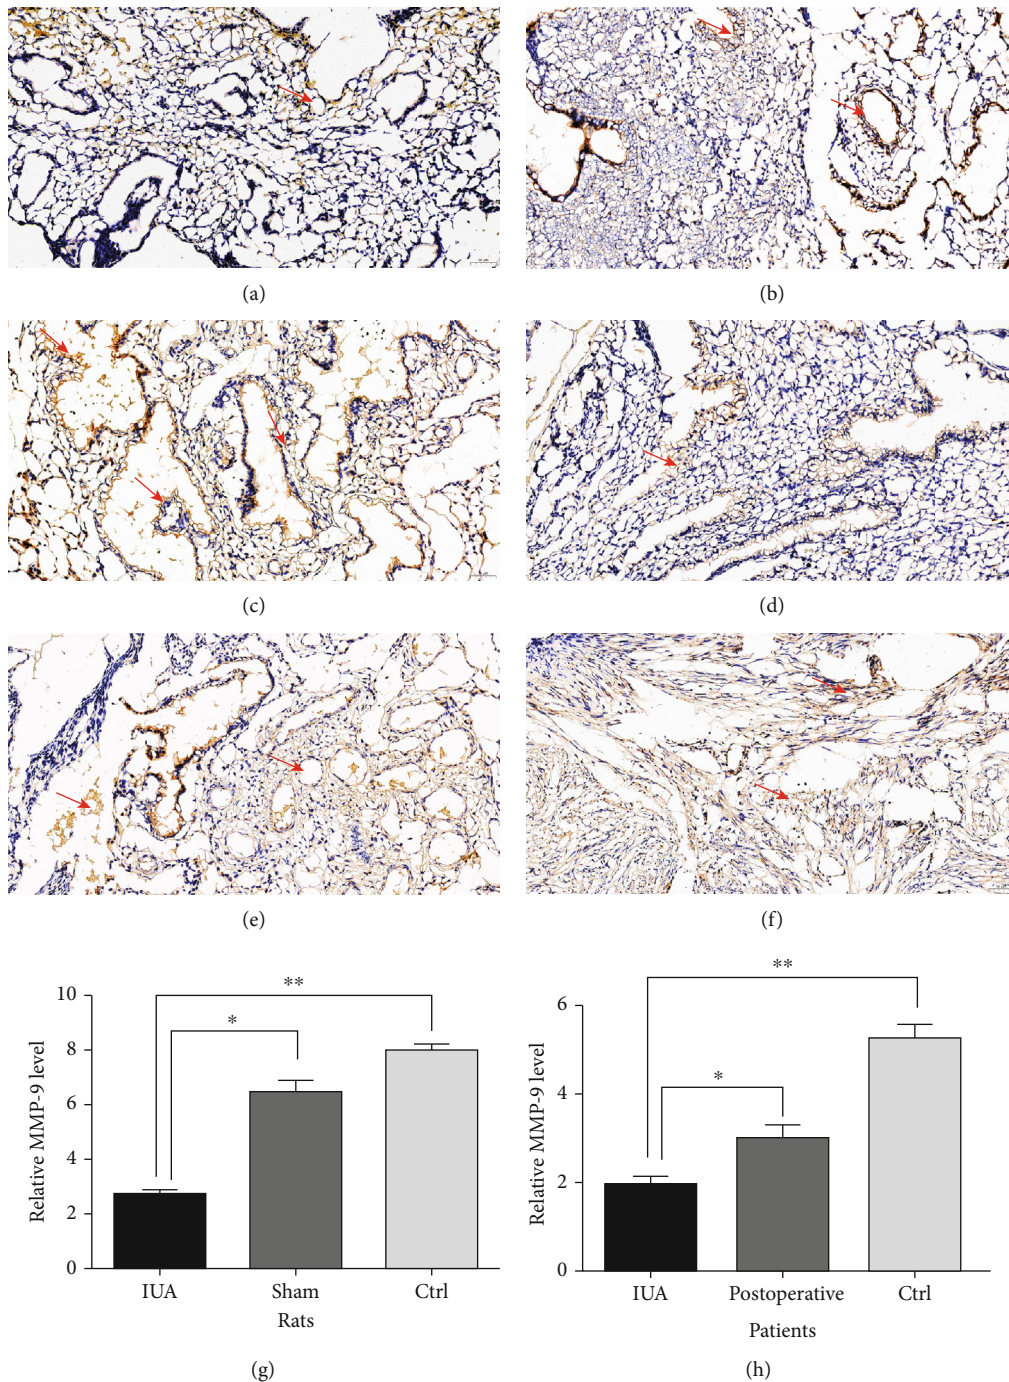 (a)
(b)
(c)
(d)
(e)
(f)
**
*
10
8
6
4
2
0
Relative MMP-9 level
IUA
Sham
Ctrl
Rats
(g)
**
*
6
4
2
0
Relative MMP-9 level
IUA
Postoperative
Ctrl
Patients
(h)